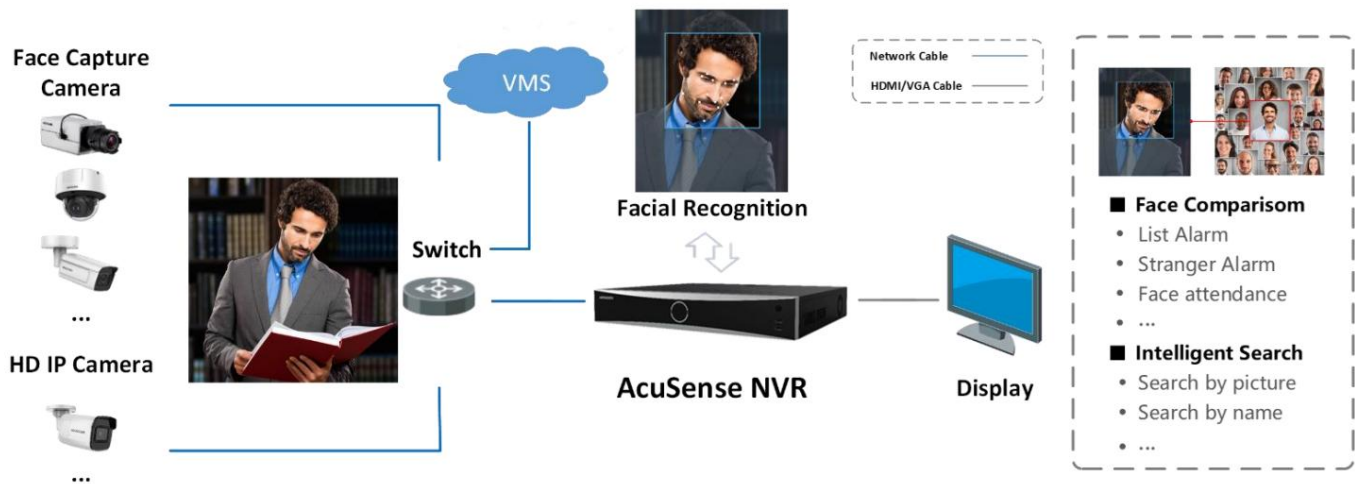 Face Capture
Camera
...
HD IP Camera
...
Switch
VMS
Facial Recognition
AcuSense NVR
Display
Network Cable
HDMI/VGA Cable
■ Face Comparisom
• List Alarm
• Stranger Alarm
• Face attendance
• ...
■ Intelligent Search
• Search by picture
• Search by name
• ...